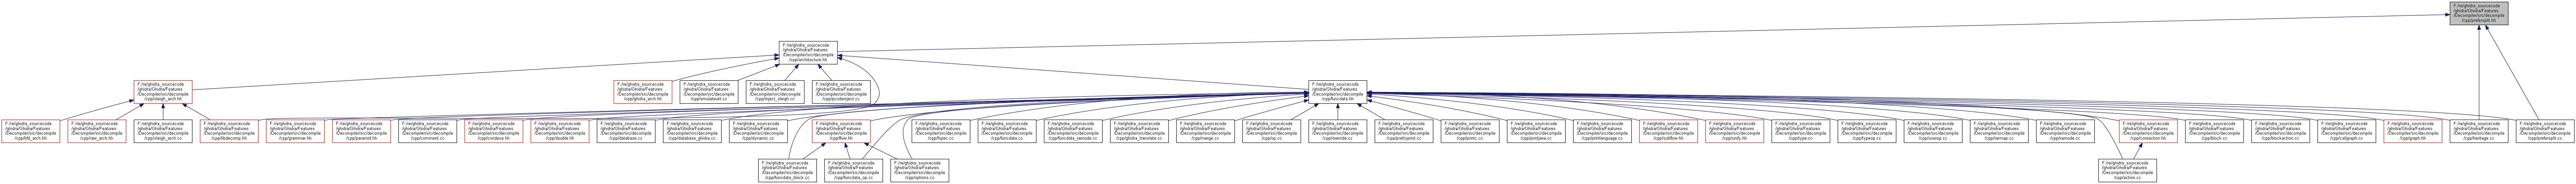 F:/re/ghidra_sourcecode
/ghidra/Ghidra/Features
/Decompiler/src/decompile
/cpp/prefersplit.hh
F:/re/ghidra_sourcecode
/ghidra/Ghidra/Features
/Decompiler/src/decompile
/cpp/architecture.hh
F:/re/ghidra_sourcecode
/ghidra/Ghidra/Features
/Decompiler/src/decompile
/cpp/sleigh_arch.hh
F:/re/ghidra_sourcecode
/ghidra/Ghidra/Features
/Decompiler/src/decompile
/cpp/ghidra_arch.hh
F:/re/ghidra_sourcecode
/ghidra/Ghidra/Features
/Decompiler/src/decompile
/cpp/emulateutil.cc
F:/re/ghidra_sourcecode
/ghidra/Ghidra/Features
/Decompiler/src/decompile
/cpp/inject_sleigh.cc
F:/re/ghidra_sourcecode
/ghidra/Ghidra/Features
/Decompiler/src/decompile
/cpp/pcodeinject.cc
F:/re/ghidra_sourcecode
/ghidra/Ghidra/Features
/Decompiler/src/decompile
/cpp/funcdata.hh
F:/re/ghidra_sourcecode
/ghidra/Ghidra/Features
/Decompiler/src/decompile
/cpp/bfd_arch.hh
F:/re/ghidra_sourcecode
/ghidra/Ghidra/Features
/Decompiler/src/decompile
/cpp/raw_arch.hh
F:/re/ghidra_sourcecode
/ghidra/Ghidra/Features
/Decompiler/src/decompile
/cpp/sleigh_arch.cc
F:/re/ghidra_sourcecode
/ghidra/Ghidra/Features
/Decompiler/src/decompile
/cpp/libdecomp.hh
F:/re/ghidra_sourcecode
/ghidra/Ghidra/Features
/Decompiler/src/decompile
/cpp/grammar.hh
F:/re/ghidra_sourcecode
/ghidra/Ghidra/Features
/Decompiler/src/decompile
/cpp/paramid.hh
F:/re/ghidra_sourcecode
/ghidra/Ghidra/Features
/Decompiler/src/decompile
/cpp/comment.cc
F:/re/ghidra_sourcecode
/ghidra/Ghidra/Features
/Decompiler/src/decompile
/cpp/condexe.hh
F:/re/ghidra_sourcecode
/ghidra/Ghidra/Features
/Decompiler/src/decompile
/cpp/double.hh
F:/re/ghidra_sourcecode
/ghidra/Ghidra/Features
/Decompiler/src/decompile
/cpp/database.cc
F:/re/ghidra_sourcecode
/ghidra/Ghidra/Features
/Decompiler/src/decompile
/cpp/database_ghidra.cc
F:/re/ghidra_sourcecode
/ghidra/Ghidra/Features
/Decompiler/src/decompile
/cpp/dynamic.cc
F:/re/ghidra_sourcecode
/ghidra/Ghidra/Features
/Decompiler/src/decompile
/cpp/flow.hh
F:/re/ghidra_sourcecode
/ghidra/Ghidra/Features
/Decompiler/src/decompile
/cpp/fspec.cc
F:/re/ghidra_sourcecode
/ghidra/Ghidra/Features
/Decompiler/src/decompile
/cpp/funcdata.cc
F:/re/ghidra_sourcecode
/ghidra/Ghidra/Features
/Decompiler/src/decompile
/cpp/funcdata_varnode.cc
F:/re/ghidra_sourcecode
/ghidra/Ghidra/Features
/Decompiler/src/decompile
/cpp/ghidra_translate.cc
F:/re/ghidra_sourcecode
/ghidra/Ghidra/Features
/Decompiler/src/decompile
/cpp/merge.cc
F:/re/ghidra_sourcecode
/ghidra/Ghidra/Features
/Decompiler/src/decompile
/cpp/op.cc
F:/re/ghidra_sourcecode
/ghidra/Ghidra/Features
/Decompiler/src/decompile
/cpp/override.cc
F:/re/ghidra_sourcecode
/ghidra/Ghidra/Features
/Decompiler/src/decompile
/cpp/prettyprint.cc
F:/re/ghidra_sourcecode
/ghidra/Ghidra/Features
/Decompiler/src/decompile
/cpp/printc.cc
F:/re/ghidra_sourcecode
/ghidra/Ghidra/Features
/Decompiler/src/decompile
/cpp/printjava.cc
F:/re/ghidra_sourcecode
/ghidra/Ghidra/Features
/Decompiler/src/decompile
/cpp/printlanguage.cc
F:/re/ghidra_sourcecode
/ghidra/Ghidra/Features
/Decompiler/src/decompile
/cpp/subflow.hh
F:/re/ghidra_sourcecode
/ghidra/Ghidra/Features
/Decompiler/src/decompile
/cpp/unify.hh
F:/re/ghidra_sourcecode
/ghidra/Ghidra/Features
/Decompiler/src/decompile
/cpp/type.cc
F:/re/ghidra_sourcecode
/ghidra/Ghidra/Features
/Decompiler/src/decompile
/cpp/typeop.cc
F:/re/ghidra_sourcecode
/ghidra/Ghidra/Features
/Decompiler/src/decompile
/cpp/userop.cc
F:/re/ghidra_sourcecode
/ghidra/Ghidra/Features
/Decompiler/src/decompile
/cpp/varmap.cc
F:/re/ghidra_sourcecode
/ghidra/Ghidra/Features
/Decompiler/src/decompile
/cpp/varnode.cc
F:/re/ghidra_sourcecode
/ghidra/Ghidra/Features
/Decompiler/src/decompile
/cpp/coreaction.hh
F:/re/ghidra_sourcecode
/ghidra/Ghidra/Features
/Decompiler/src/decompile
/cpp/block.cc
F:/re/ghidra_sourcecode
/ghidra/Ghidra/Features
/Decompiler/src/decompile
/cpp/blockaction.cc
F:/re/ghidra_sourcecode
/ghidra/Ghidra/Features
/Decompiler/src/decompile
/cpp/callgraph.cc
F:/re/ghidra_sourcecode
/ghidra/Ghidra/Features
/Decompiler/src/decompile
/cpp/graph.hh
F:/re/ghidra_sourcecode
/ghidra/Ghidra/Features
/Decompiler/src/decompile
/cpp/heritage.cc
F:/re/ghidra_sourcecode
/ghidra/Ghidra/Features
/Decompiler/src/decompile
/cpp/prefersplit.cc
F:/re/ghidra_sourcecode
/ghidra/Ghidra/Features
/Decompiler/src/decompile
/cpp/funcdata_block.cc
F:/re/ghidra_sourcecode
/ghidra/Ghidra/Features
/Decompiler/src/decompile
/cpp/funcdata_op.cc
F:/re/ghidra_sourcecode
/ghidra/Ghidra/Features
/Decompiler/src/decompile
/cpp/options.cc
F:/re/ghidra_sourcecode
/ghidra/Ghidra/Features
/Decompiler/src/decompile
/cpp/action.cc